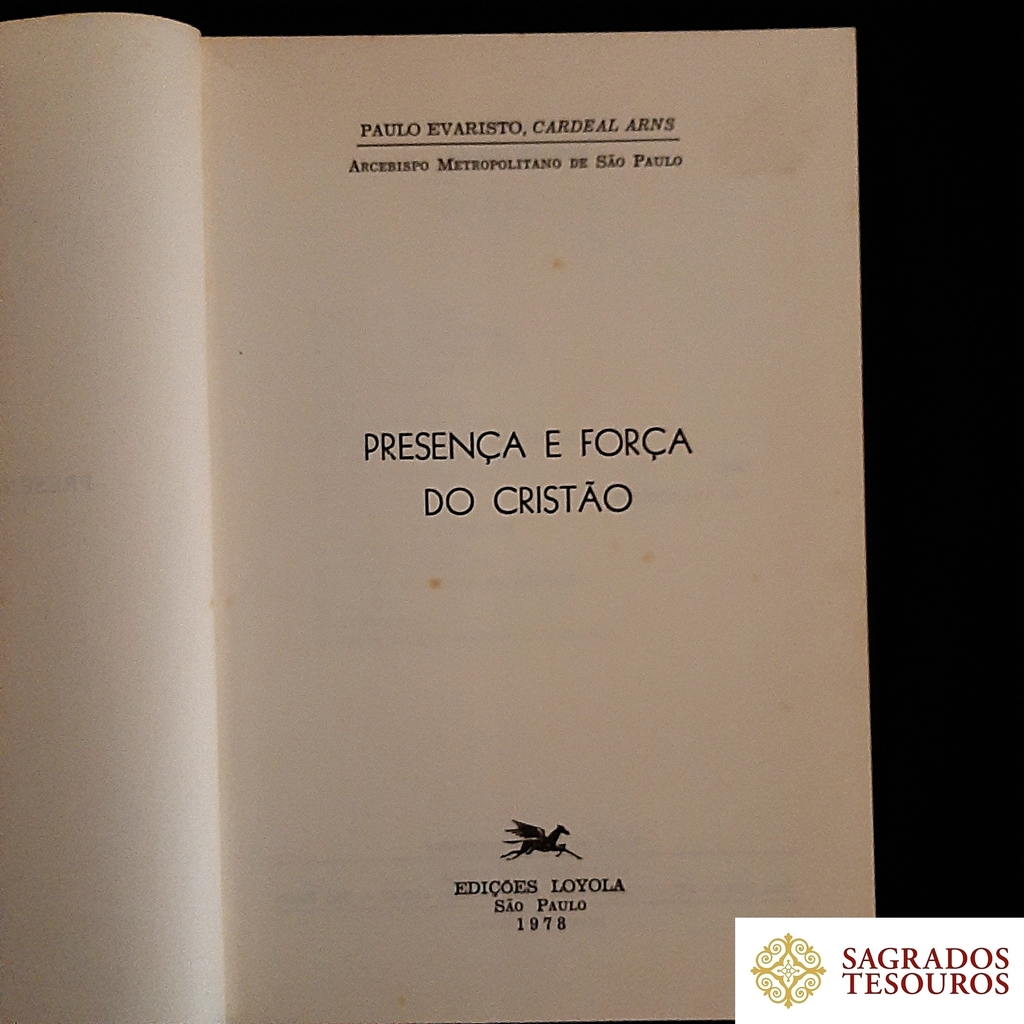 PAULO EVARISTO, CARDEAL ARNS
ARCEBISPO METROPOLITANO DE SÃO PAULO
PRESENÇA E FORÇA
DO CRISTÃO
EDIÇÕES LOYOLA
SÃO PAULO
1978
SAGRADOS
TESOUROS